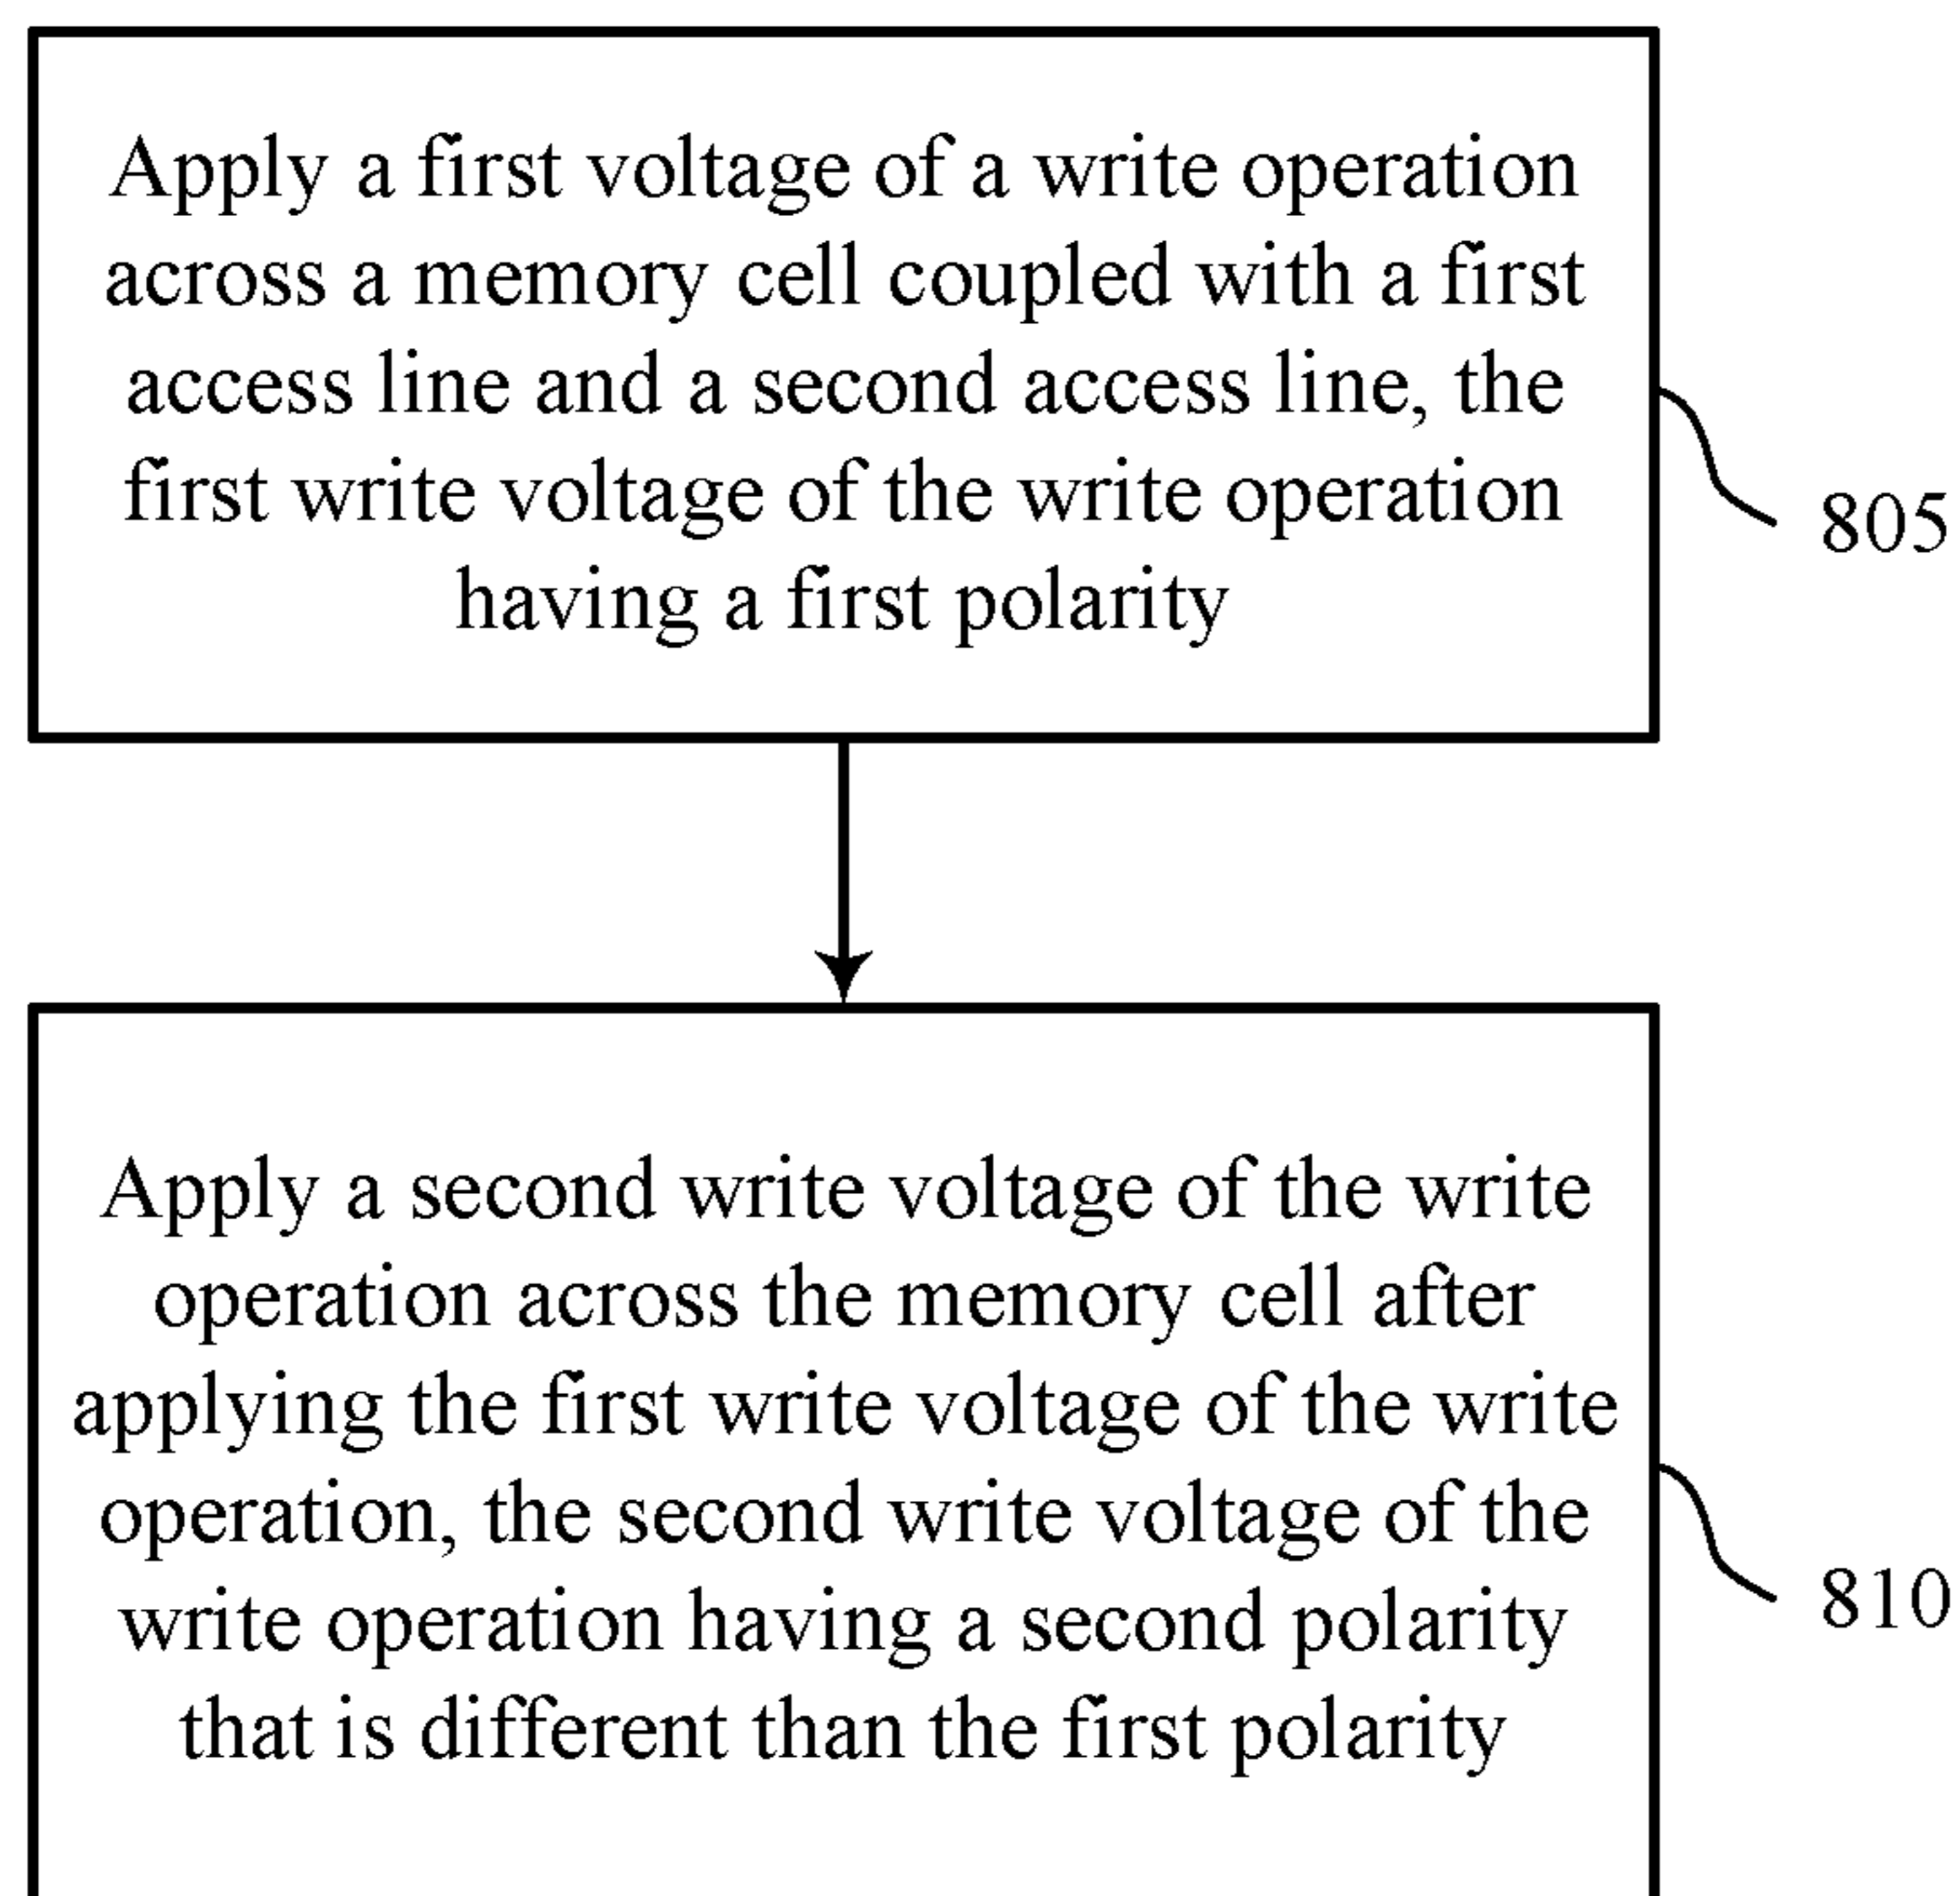 Apply a first voltage of a write operation
across a memory cell coupled with a first
access line and a second access line, the
first write voltage of the write operation
having a first polarity
805
Apply a second write voltage of the write
operation across the memory cell after
applying the first write voltage of the write
operation, the second write voltage of the
write operation having a second polarity
that is different than the first polarity
810